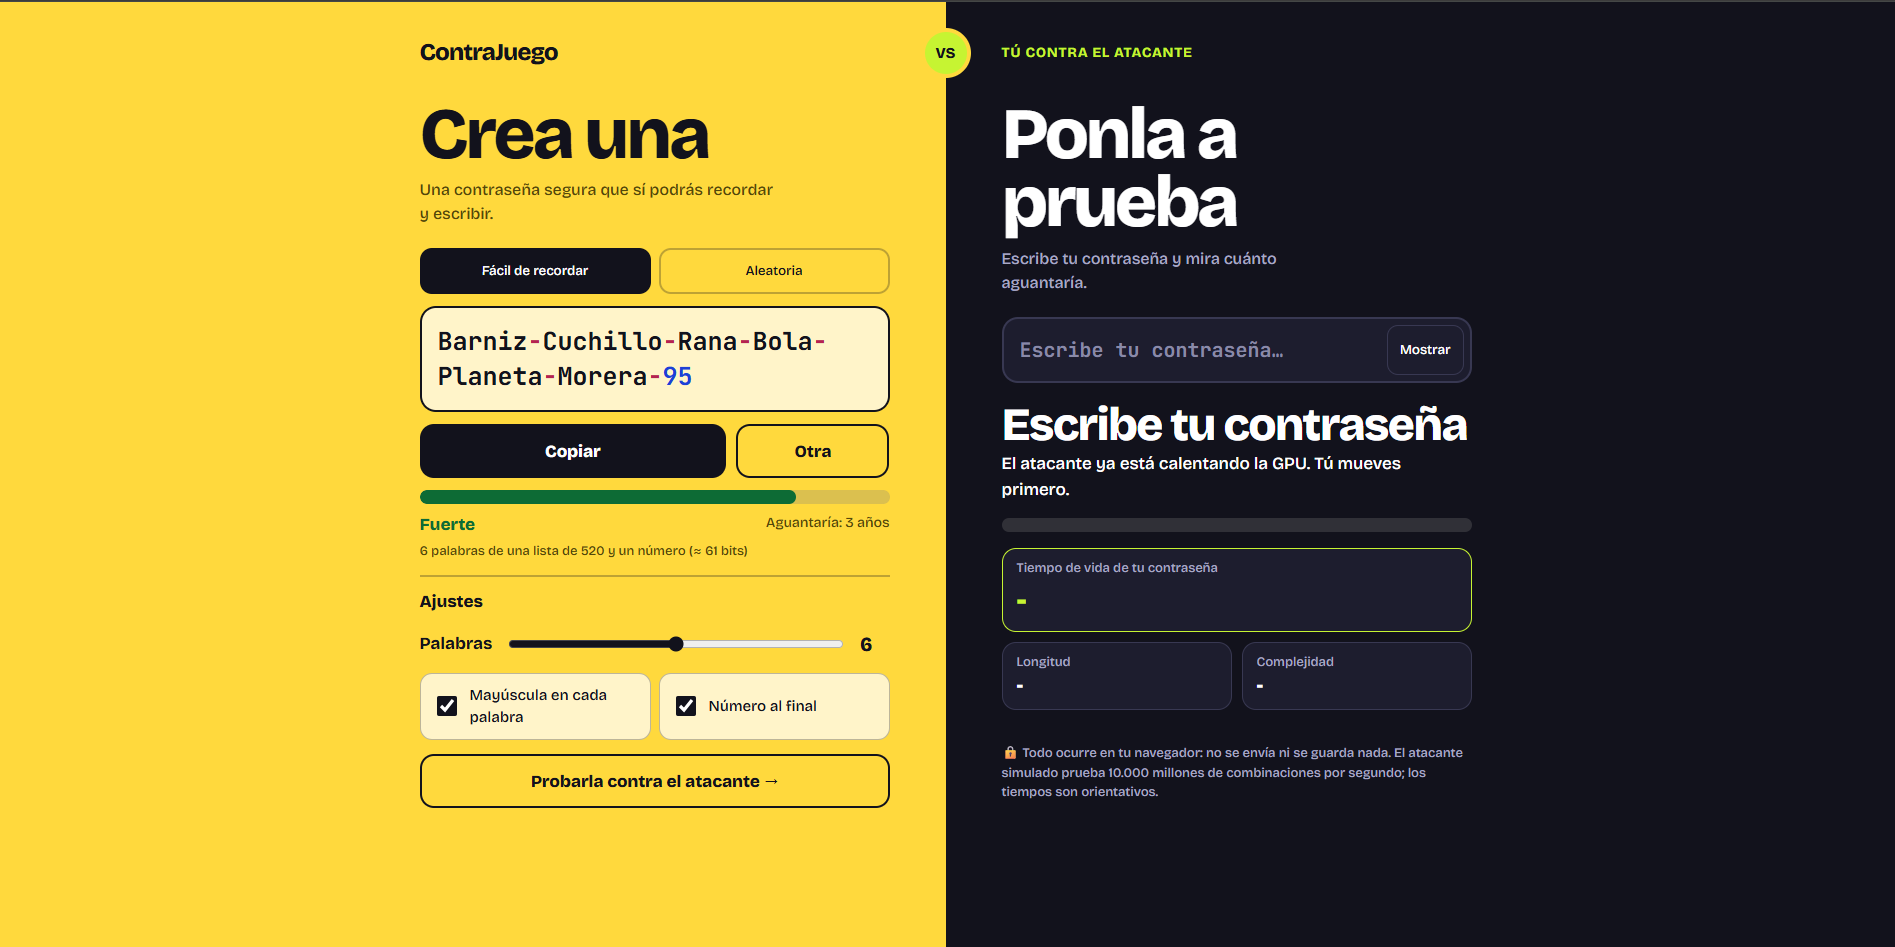 ContraJuego
Crea una
Una contraseña segura que sí podrás recordar
y escribir.
Fácil de recordar
Aleatoria
Barniz-Cuchillo-Rana-Bola-
Planeta-Morera-95
Copiar
Otra
Fuerte
Aguantaría: 3 años
6 palabras de una lista de 520 y un número (≈ 61 bits)
Ajustes
Palabras
6
Mayúscula en cada
palabra
Número al final
Probarla contra el atacante →
VS
TÚ CONTRA EL ATACANTE
Ponla a
prueba
Escribe tu contraseña y mira cuánto
aguantaría.
Escribe tu contraseña…
Mostrar
Escribe tu contraseña
El atacante ya está calentando la GPU. Tú mueves
primero.
Tiempo de vida de tu contraseña
-
Longitud
-
Complejidad
-
🔒 Todo ocurre en tu navegador: no se envía ni se guarda nada. El atacante
simulado prueba 10.000 millones de combinaciones por segundo; los
tiempos son orientativos.